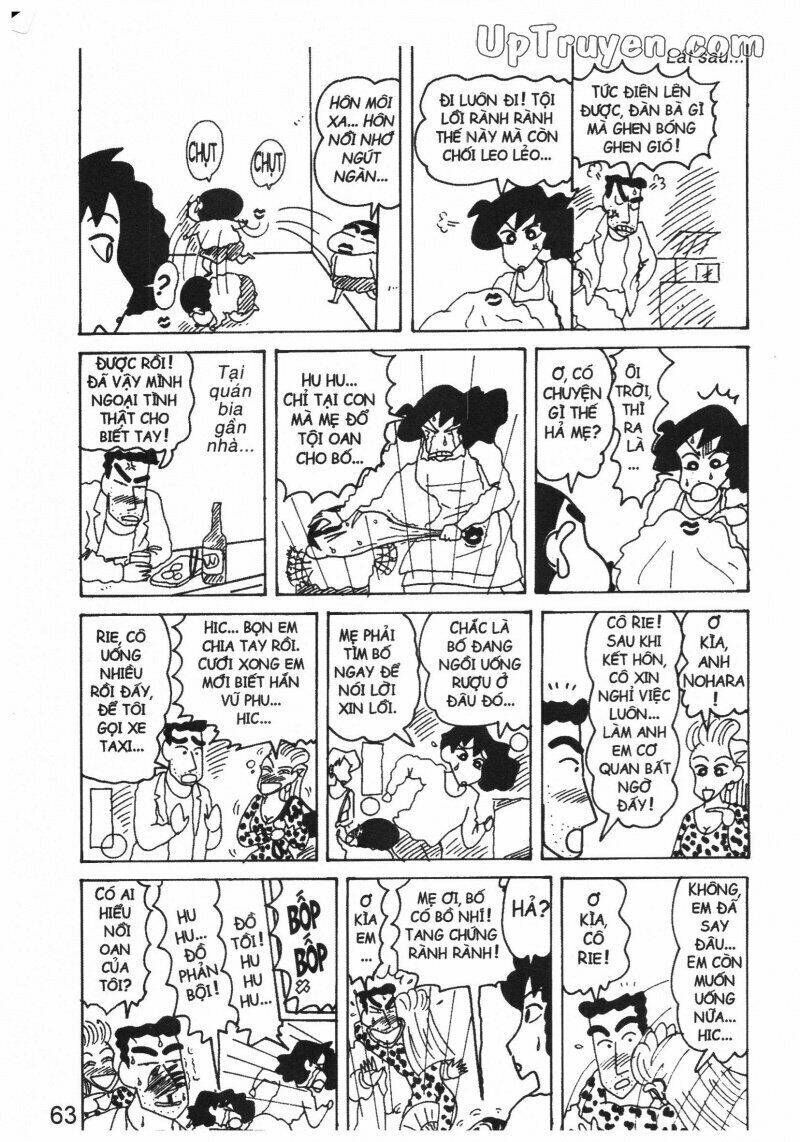 UpTruyen.com
Lát sau...
TỨC ĐIÊN LÊN
ĐƯỢC, ĐÀN BÀ GÌ
MÀ GHEN BÓNG
GHEN GIÓ!
ĐI LUÔN ĐI! TỘI
LỖI RÀNH RÀNH
THẾ NÀY MÀ CÒN
CHỐI LEO LẺO...
HÔN MÔI
XA... HÔN
NỒI NHỚ
NGÚT
NGÀN...
CHỤT
CHỤT
?
ÔI
TRỜI,
THÌ
RA
LÀ
...
Ơ, CÓ
CHUYỆN
GÌ THẾ
HẢ MẸ?
HU HU...
CHỈ TẠI CON
MÀ MẸ ĐỔ
TỘI OAN
CHO BỐ...
Tại
quán
bia
gần
nhà...
ĐƯỢC RỒI!
ĐÃ VẬY MÌNH
NGOẠI TÌNH
THẬT CHO
BIẾT TAY!
Ơ
KÌA,
ANH
NOHARA
!
CÔ RIE!
SAU KHI
KẾT HÔN,
CÔ XIN
NGHỈ VIỆC
LUÔN...
LÀM ANH
EM CƠ
QUAN BẤT
NGỜ
ĐẤY!
CHẮC LÀ
BỐ ĐANG
NGỒI UỐNG
RƯỢU Ở
ĐÂU ĐÓ...
MẸ PHẢI
TÌM BỐ
NGAY ĐỂ
NÓI LỜI
XIN LỖI.
HIC... BỌN EM
CHIA TAY RỒI.
CƯỚI XONG EM
MỚI BIẾT HẮN
VŨ PHU...
HIC...
RIE, CÔ
UỐNG
NHIỀU
RỒI ĐẤY,
ĐỂ TÔI
GỌI XE
TAXI...
KHÔNG,
EM ĐÃ
SAY
ĐÂU...
EM CÒN
MUỐN
UỐNG
NỮA...
HIC...
Ơ
KÌA,
CÔ
RIE!
HẢ?
MẸ ƠI, BỐ
CÓ BỒ NHÍ!
TANG CHỨNG
RÀNH RÀNH!
Ơ
KÌA
EM
...
BỐP
BỐP
ĐỒ
TỒI!
HU
HU
HU...
HU
HU...
ĐỒ
PHẢN
BỘI!
CÓ AI
HIỂU
NỖI
OAN
CỦA
TÔI?
63